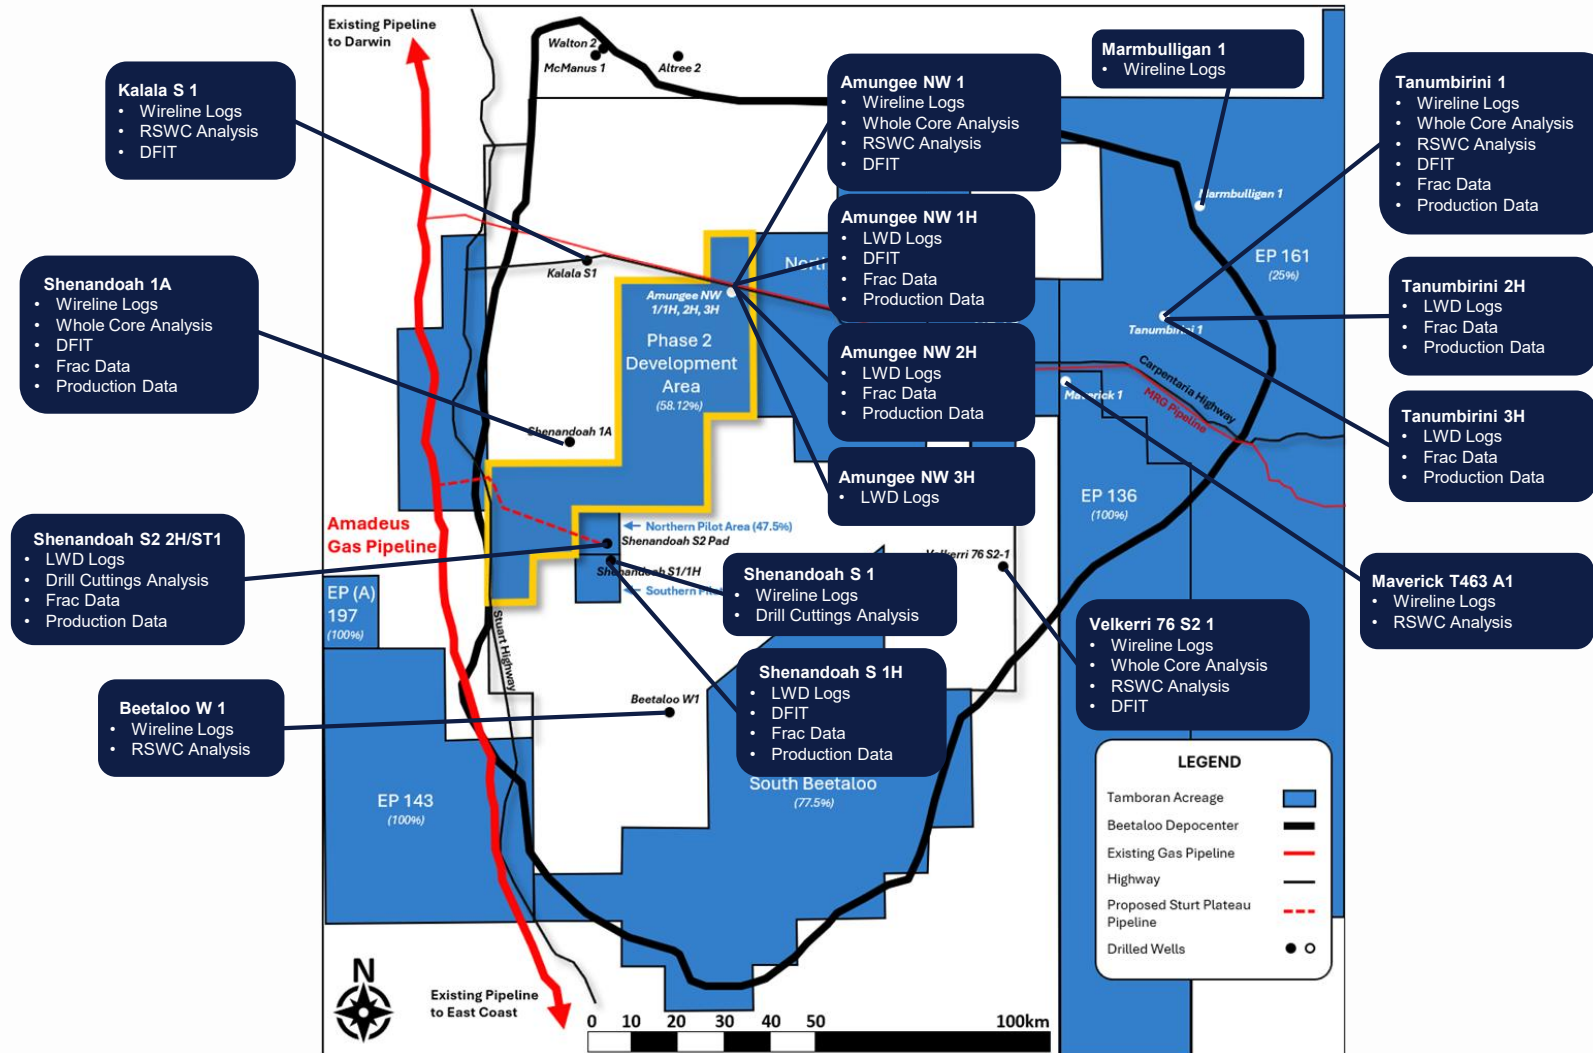 Existing Pipeline
to Darwin
Walton 2
McManus 1
Altree 2
Kalala S 1
• Wireline Logs
• RSWC Analysis
• DFIT
Amungee NW 1
• Wireline Logs
• Whole Core Analysis
• RSWC Analysis
• DFIT
Marmbulligan 1
• Wireline Logs
Tanumbirini 1
• Wireline Logs
• Whole Core Analysis
• RSWC Analysis
• DFIT
• Frac Data
• Production Data
Marmbulligan 1
EP 161
(25%)
Amungee NW 1H
• LWD Logs
• DFIT
• Frac Data
• Production Data
Kalala S1
Amungee NW
1/1H, 2H, 3H
Shenandoah 1A
• Wireline Logs
• Whole Core Analysis
• DFIT
• Frac Data
• Production Data
Tanumbirini 1
Tanumbirini 2H
• LWD Logs
• Frac Data
• Production Data
Phase 2
Development
Area
(58.12%)
Amungee NW 2H
• LWD Logs
• Frac Data
• Production Data
Maverick 1
Carpentaria Highway
MRG Pipeline
Tanumbirini 3H
• LWD Logs
• Frac Data
• Production Data
Shenandoah 1A
Amungee NW 3H
• LWD Logs
EP 136
(100%)
Amadeus
Gas Pipeline
Northern Pilot Area (47.5%)
Shenandoah S2 Pad
Shenandoah S1/1H
Southern
Shenandoah S2 2H/ST1
• LWD Logs
• Drill Cuttings Analysis
• Frac Data
• Production Data
Velkerri 76 S2-1
Shenandoah S 1
• Wireline Logs
• Drill Cuttings Analysis
Maverick T463 A1
• Wireline Logs
• RSWC Analysis
EP (A)
197
(100%)
Stuart Highway
Velkerri 76 S2 1
• Wireline Logs
• Whole Core Analysis
• RSWC Analysis
• DFIT
Shenandoah S 1H
• LWD Logs
• DFIT
• Frac Data
• Production Data
Beetaloo W 1
• Wireline Logs
• RSWC Analysis
Beetaloo W1
South Beetaloo
(77.5%)
EP 143
(100%)
LEGEND
Tamboran Acreage
Beetaloo Depocenter
Existing Gas Pipeline
Highway
Proposed Sturt Plateau
Pipeline
Drilled Wells
N
Existing Pipeline
to East Coast
0 10 20 30 40 50 100km